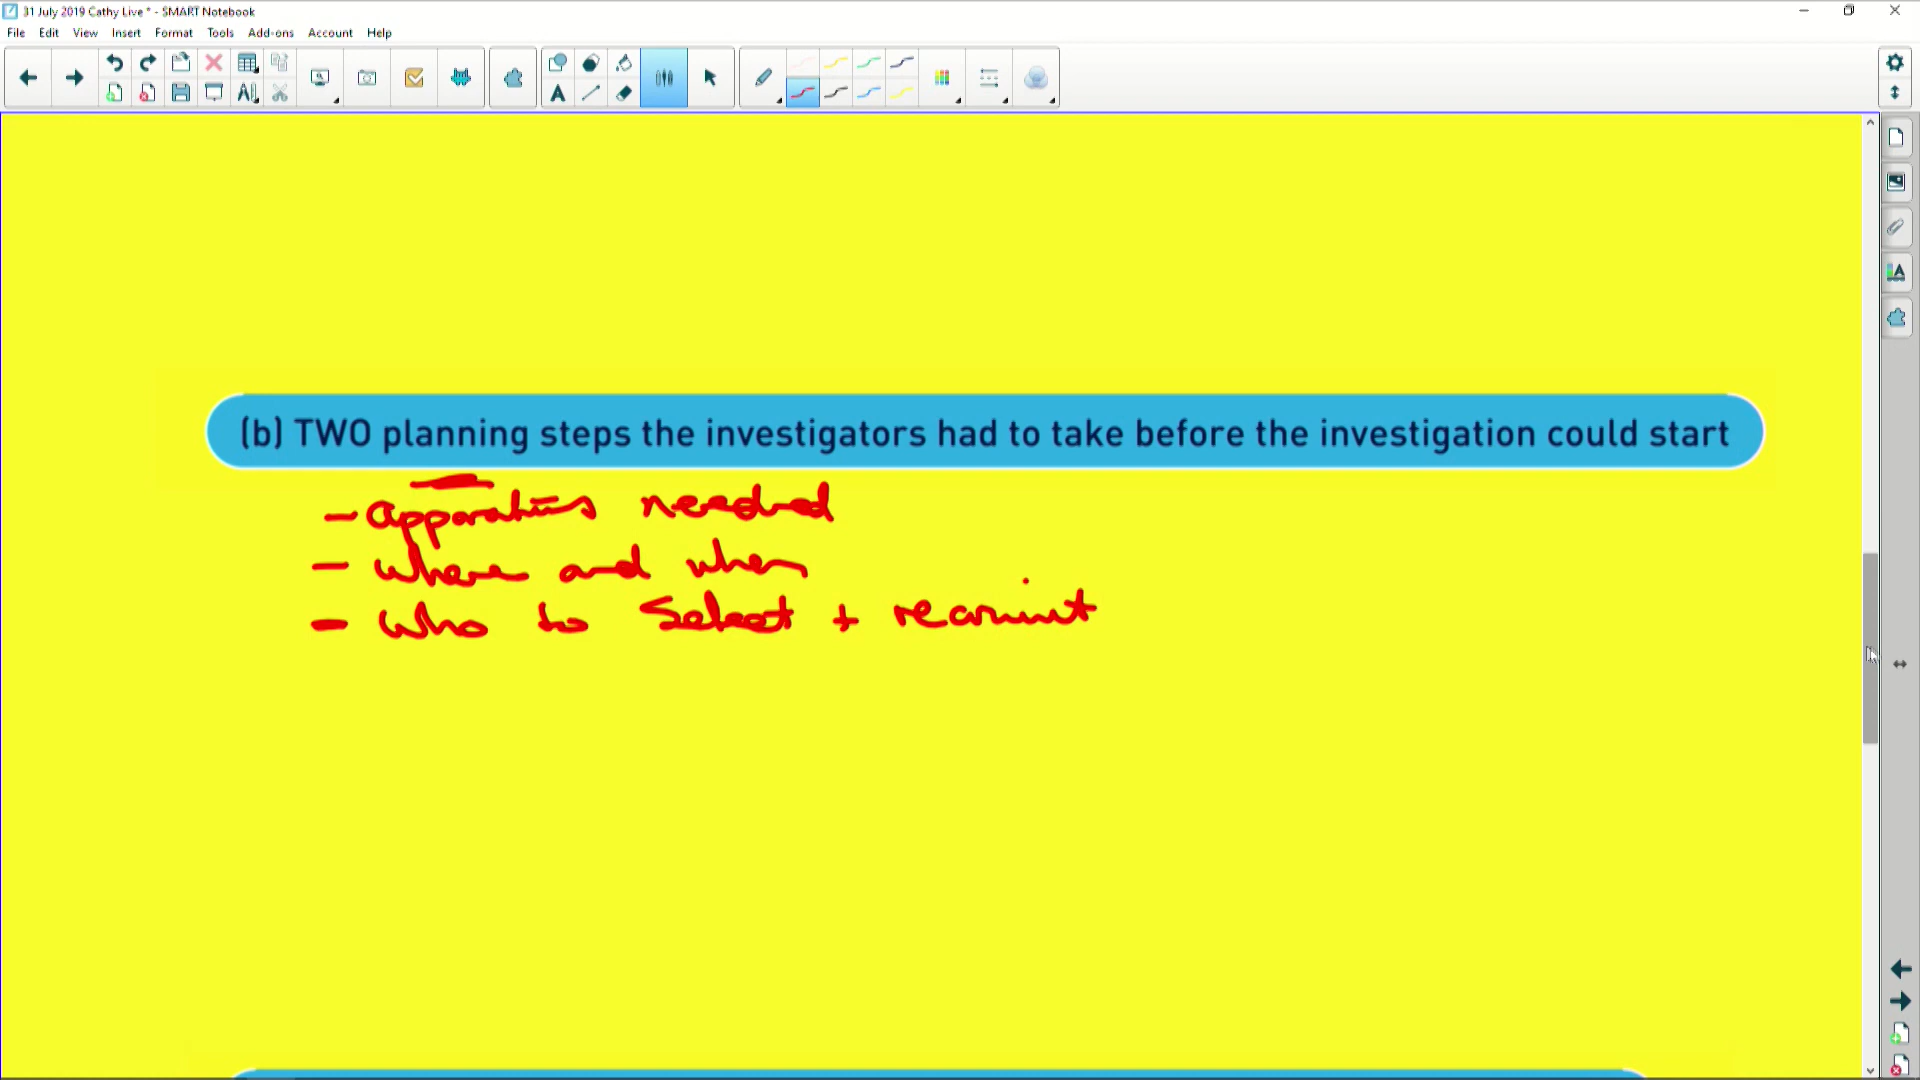 31 July 2019 Cathy Live * - SMART Notebook
File Edit View Insert Format Tools Add-ons Account Help
(b) TWO planning steps the investigators had to take before the investigation could start
- apparatus needed
- where and when
- who to select + recruit